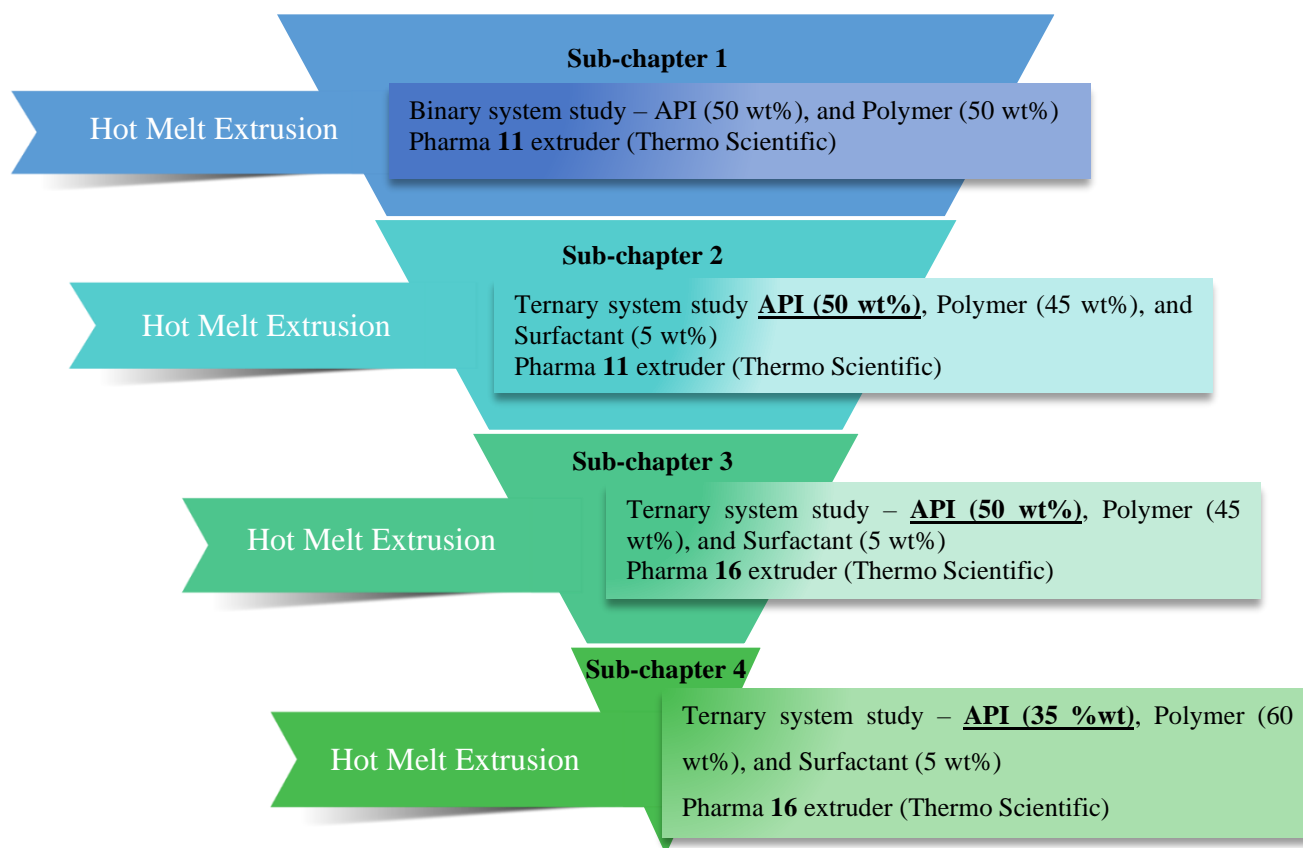 Sub-chapter 1
Hot Melt Extrusion
Binary system study – API (50 wt%), and Polymer (50 wt%)
Pharma 11 extruder (Thermo Scientific)
Sub-chapter 2
Hot Melt Extrusion
Ternary system study API (50 wt%), Polymer (45 wt%), and
Surfactant (5 wt%)
Pharma 11 extruder (Thermo Scientific)
Sub-chapter 3
Hot Melt Extrusion
Ternary system study – API (50 wt%), Polymer (45
wt%), and Surfactant (5 wt%)
Pharma 16 extruder (Thermo Scientific)
Sub-chapter 4
Hot Melt Extrusion
Ternary system study – API (35 %wt), Polymer (60
wt%), and Surfactant (5 wt%)
Pharma 16 extruder (Thermo Scientific)